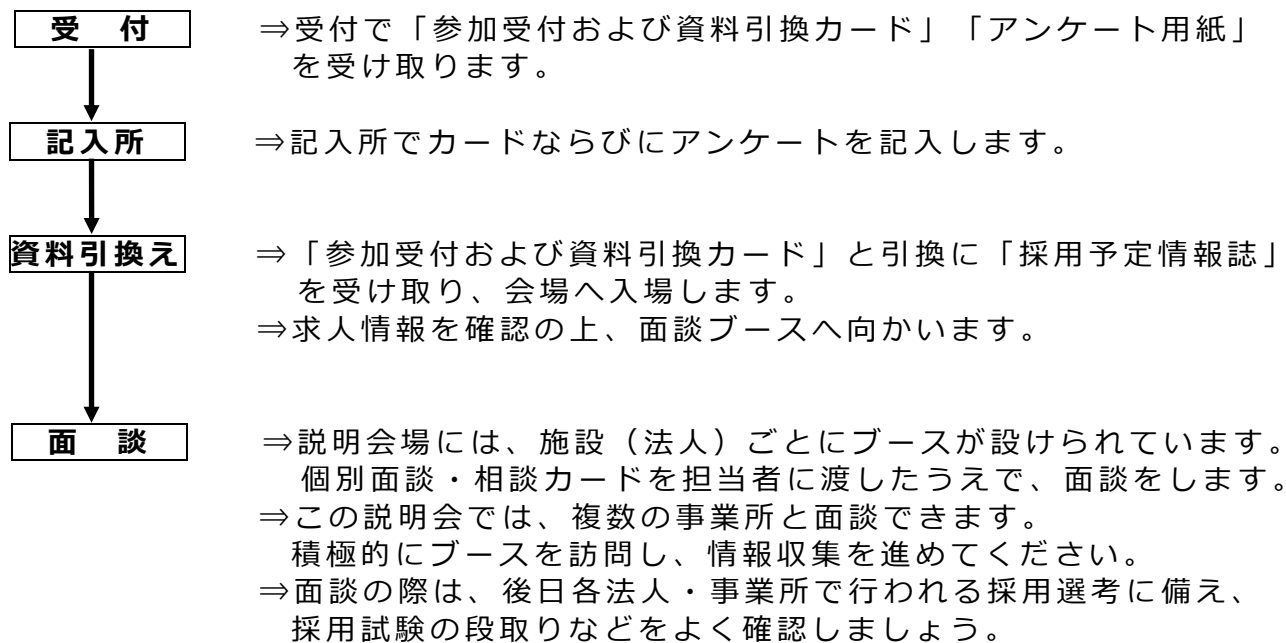 受　付
⇒受付で「参加受付および資料引換カード」「アンケート用紙」
を受け取ります。
記入所
⇒記入所でカードならびにアンケートを記入します。
資料引換え
⇒「参加受付および資料引換カード」と引換に「採用予定情報誌」
を受け取り、会場へ入場します。
⇒求人情報を確認の上、面談ブースへ向かいます。
面　談
⇒説明会場には、施設（法人）ごとにブースが設けられています。
個別面談・相談カードを担当者に渡したうえで、面談をします。
⇒この説明会では、複数の事業所と面談できます。
積極的にブースを訪問し、情報収集を進めてください。
⇒面談の際は、後日各法人・事業所で行われる採用選考に備え、
採用試験の段取りなどをよく確認しましょう。